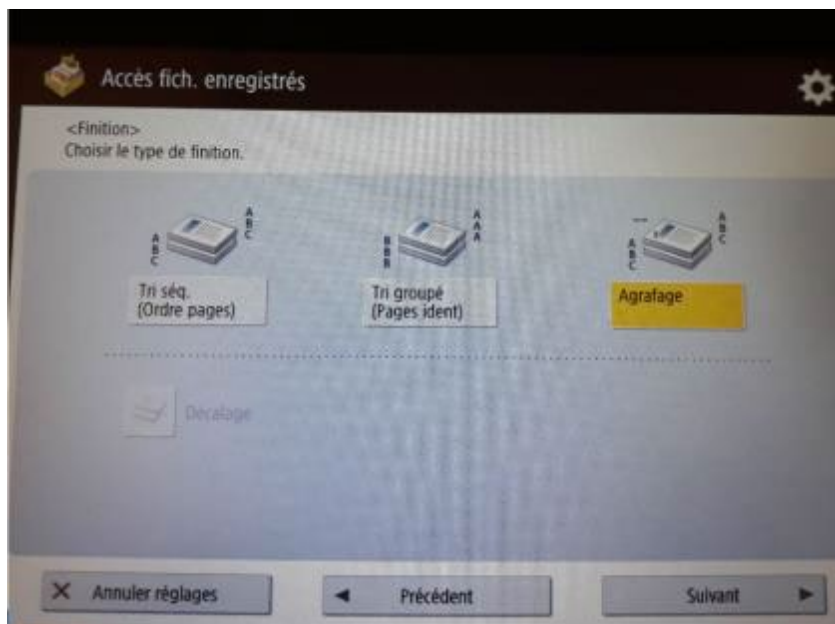 Accès fich. enregistrés
<Finition>
Choisir le type de finition.
A
B
C
A
B
C
Tri séq.
(Ordre pages)
B
B
B
A
A
A
Tri groupé
(Pages ident)
A
B
C
A
B
C
Agrafage
Décalage
Annuler réglages
Précédent
Suivant